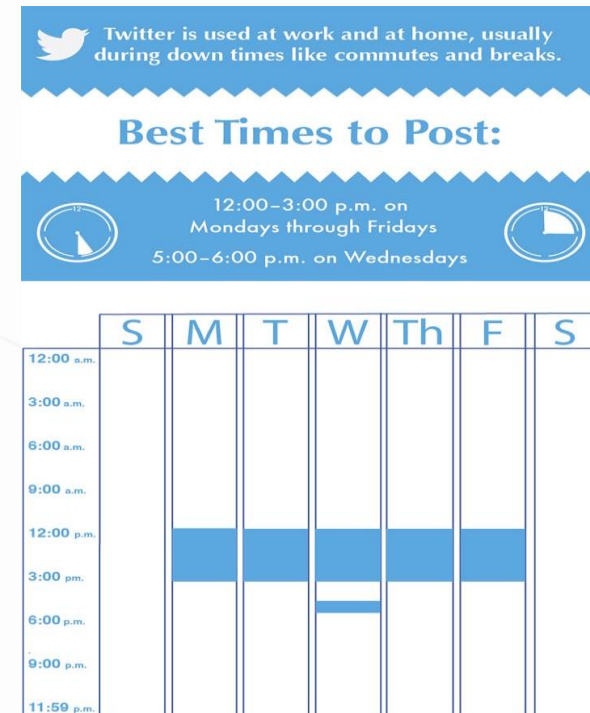 Twitter is used at work and at home, usually
during down times like commutes and breaks.
Best Times to Post:
12
12:00–3:00 p.m. on
Mondays through Fridays
5:00–6:00 p.m. on Wednesdays
12
S M T W Th F S
12:00 a.m.
3:00 a.m.
6:00 a.m.
9:00 a.m.
12:00 p.m.
3:00 pm.
6:00 p.m.
9:00 p.m.
11:59 p.m.